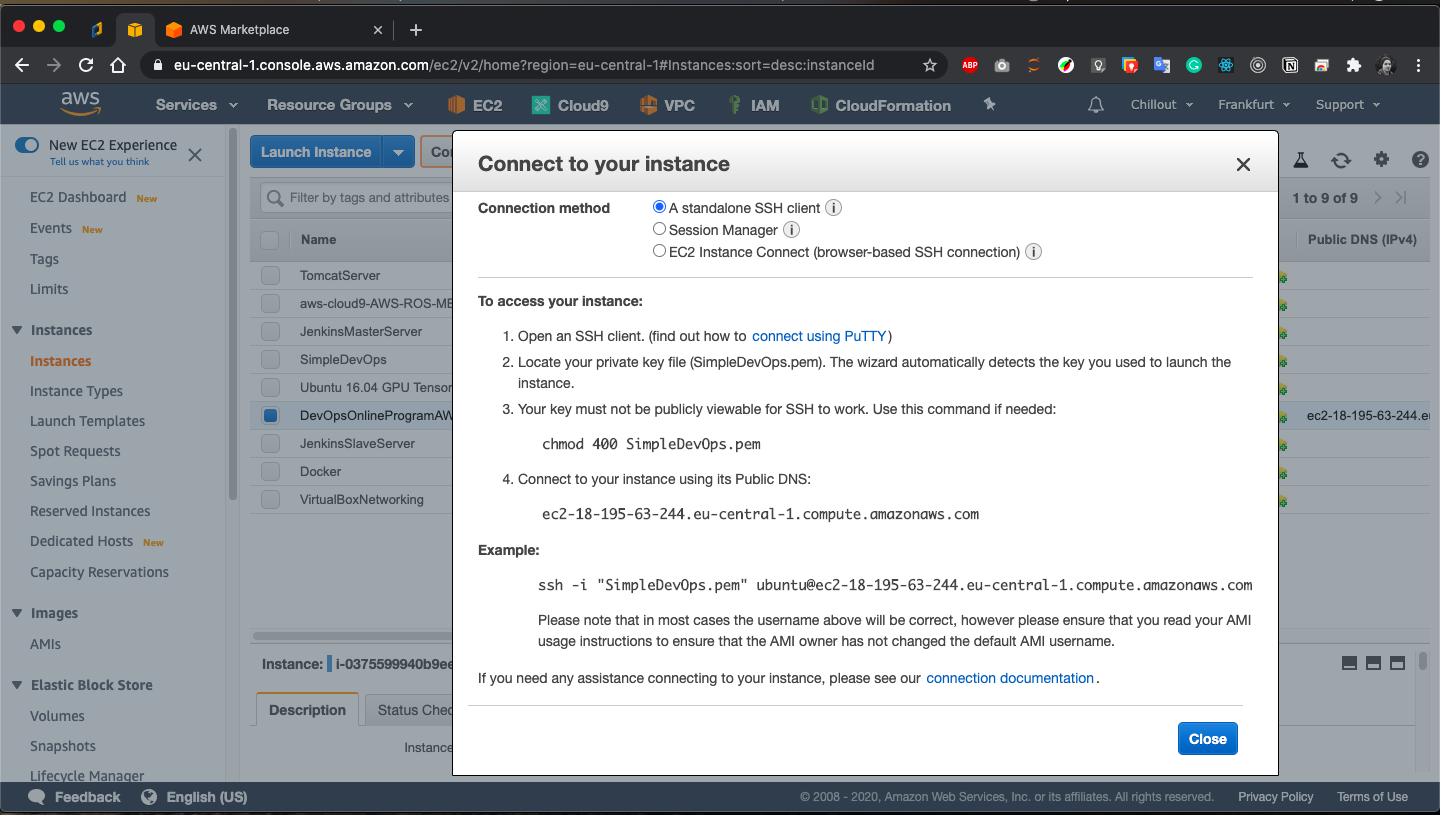 AWS Marketplace
eu-central-1.console.aws.amazon.com/ec2/v2/home?region=eu-central-1#Instances:sort=desc:instanceId
ABP
aws
Services
Resource Groups
EC2
Cloud9
VPC
IAM
CloudFormation
Chillout
Frankfurt
Support
New EC2 Experience
Tell us what you think
EC2 Dashboard New
Events New
Tags
Limits
Instances
Instances
Instance Types
Launch Templates
Spot Requests
Savings Plans
Reserved Instances
Dedicated Hosts New
Capacity Reservations
Images
AMIs
Elastic Block Store
Volumes
Snapshots
Lifecycle Manager
Launch Instance
Filter by tags and attributes
1 to 9 of 9
Name
Public DNS (IPv4)
TomcatServer
aws-cloud9-AWS-ROS-ME
JenkinsMasterServer
SimpleDevOps
Ubuntu 16.04 GPU Tensor
DevOpsOnlineProgramAW
ec2-18-195-63-244.e
JenkinsSlaveServer
Docker
VirtualBoxNetworking
Instance: i-0375599940b9ee
Description
Status Chec
Instance
Connect to your instance
Connection method
A standalone SSH client
Session Manager
EC2 Instance Connect (browser-based SSH connection)
To access your instance:
1. Open an SSH client. (find out how to connect using PuTTY)
2. Locate your private key file (SimpleDevOps.pem). The wizard automatically detects the key you used to launch the
instance.
3. Your key must not be publicly viewable for SSH to work. Use this command if needed:
chmod 400 SimpleDevOps.pem
4. Connect to your instance using its Public DNS:
ec2-18-195-63-244.eu-central-1.compute.amazonaws.com
Example:
ssh -i "SimpleDevOps.pem" ubuntu@ec2-18-195-63-244.eu-central-1.compute.amazonaws.com
Please note that in most cases the username above will be correct, however please ensure that you read your AMI
usage instructions to ensure that the AMI owner has not changed the default AMI username.
If you need any assistance connecting to your instance, please see our connection documentation.
Close
Feedback
English (US)
© 2008 - 2020, Amazon Web Services, Inc. or its affiliates. All rights reserved.
Privacy Policy
Terms of Use